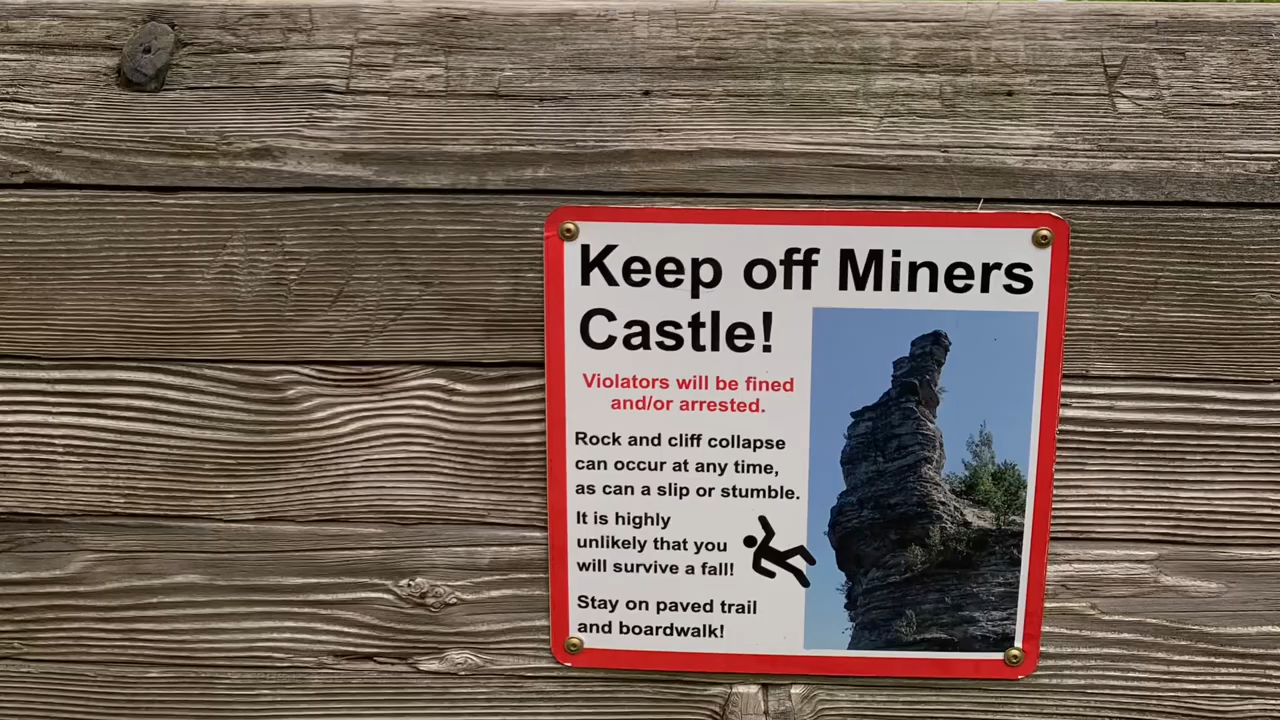 Keep off Miners
Castle!
Violators will be fined
and/or arrested.
Rock and cliff collapse
can occur at any time,
as can a slip or stumble.
It is highly
unlikely that you
will survive a fall!
Stay on paved trail
and boardwalk!